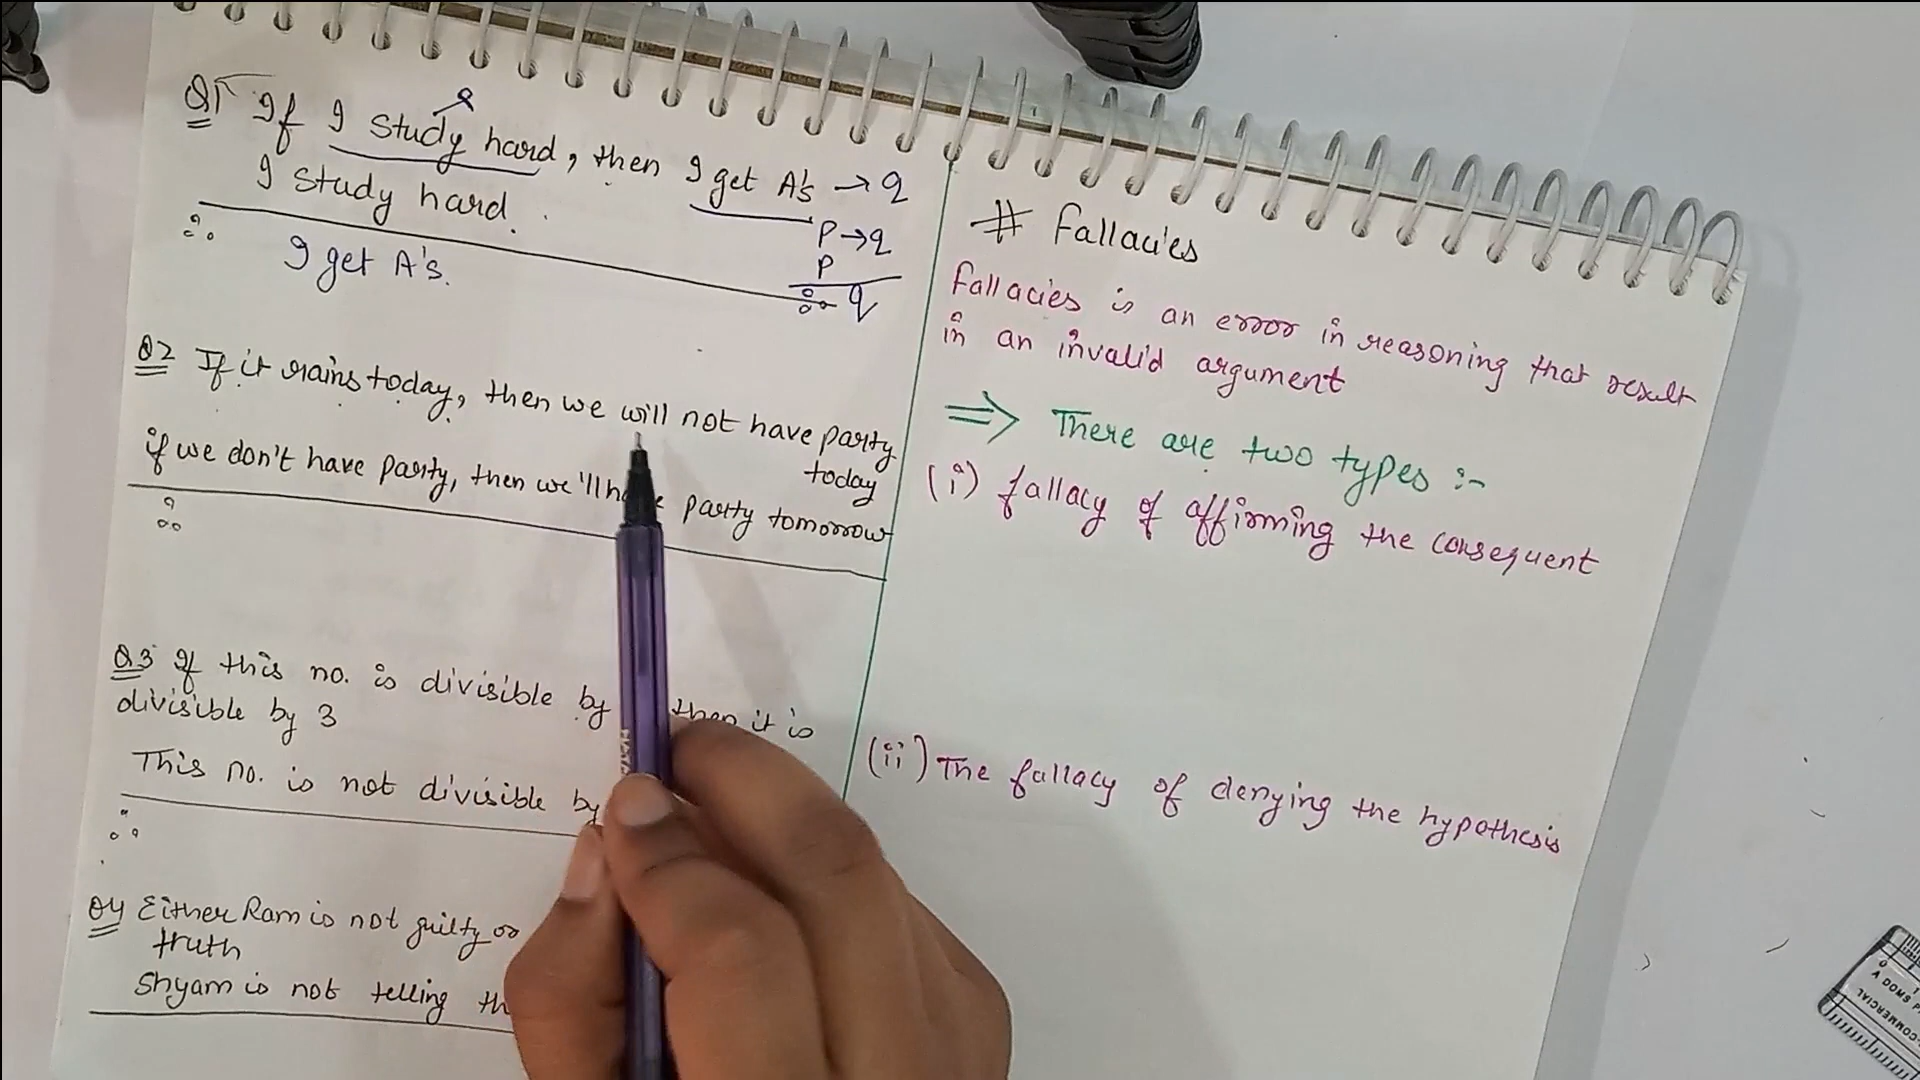 Q1 If I study hard, then I get A's → q
I study hard.
P→q
P
∴ I get A's.
∴ q
Q2 If it rains today, then we will not have party
today
if we don't have party, then we'll party tomorrow
∴
Q3 If this no. is divisible by then it is
divisible by 3
This no. is not divisible by
∴
Q4 Either Ram is not guilty or
truth
Shyam is not telling
# Fallacies
Fallacies is an error in reasoning that result
in an invalid argument
⇒ There are two types :-
(i) fallacy of affirming the consequent
(ii) The fallacy of denying the hypothesis
A DOMS